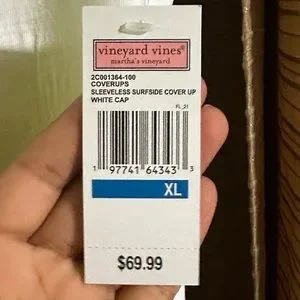 vineyard vines®
martha's vineyard
2C001364-100
COVERUPS
SLEEVELESS SURFSIDE COVER UP
WHITE CAP
FL_21
1 97741 64343 3
XL
$69.99